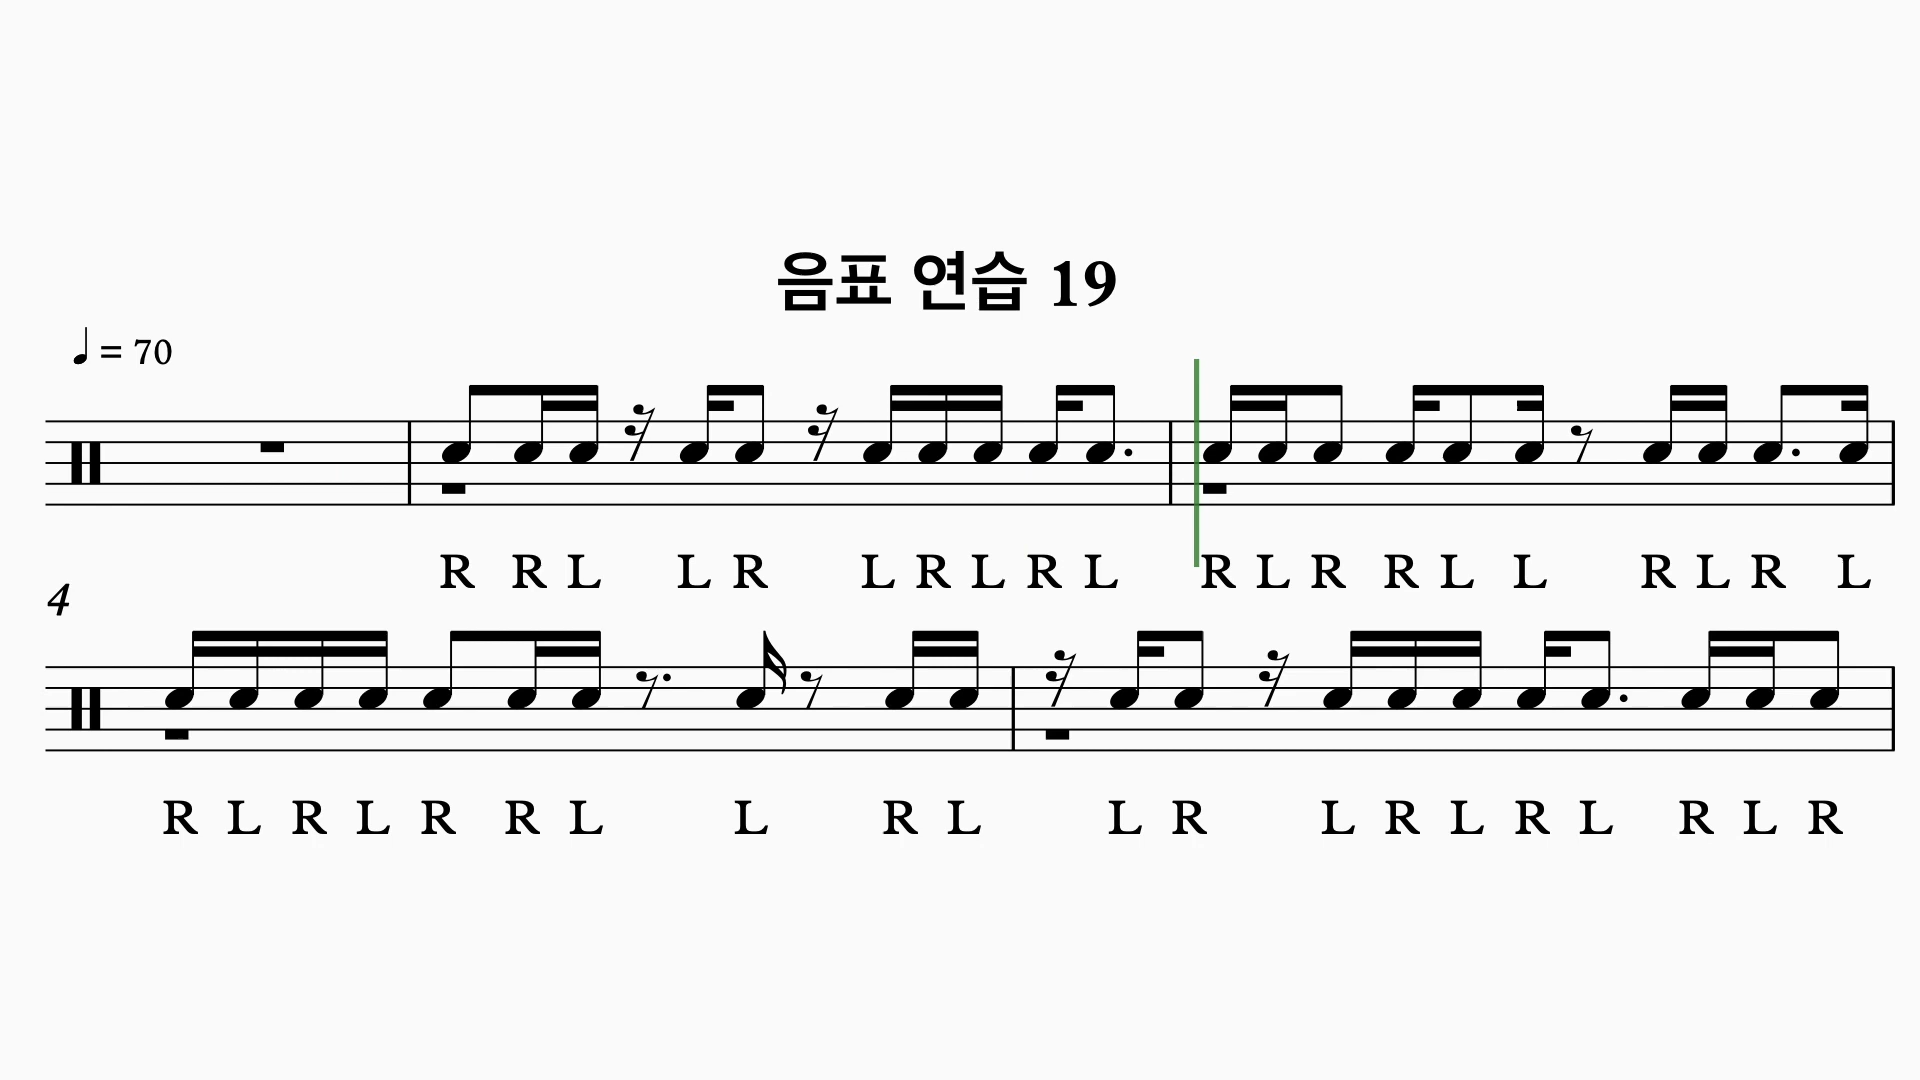 음표 연습 19
♩ = 70
R R L L R L R L R L R L R R L L R L R L
4
R L R L R R L L R L L R L R L R L R L R